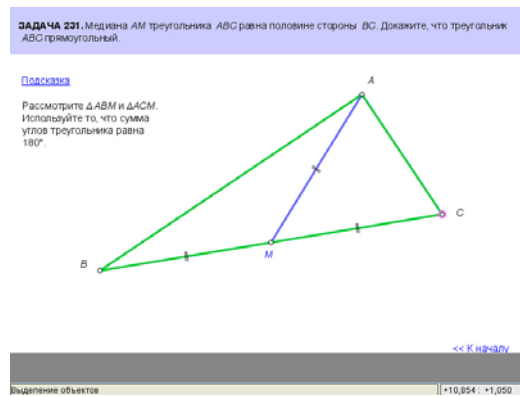 ЗАДАЧА 231. Медиана AM треугольника ABC равна половине стороны BC. Докажите, что треугольник
ABC прямоугольный.
Подсказка
Рассмотрите ΔABM и ΔACM.
Используйте то, что сумма
углов треугольника равна
180°.
A
C
B
M
<< К началу
Выделение объектов
+10,854 : +1,050